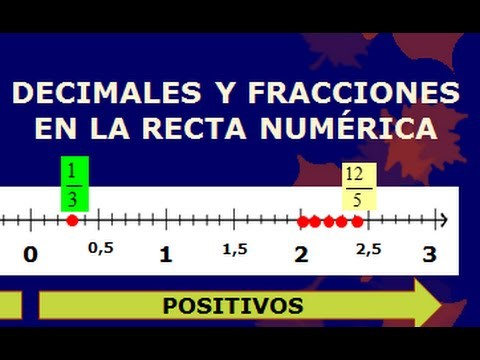 DECIMALES Y FRACCIONES
EN LA RECTA NUMÉRICA
1/3 12/5
0 0,5 1 1,5 2 2,5 3
POSITIVOS